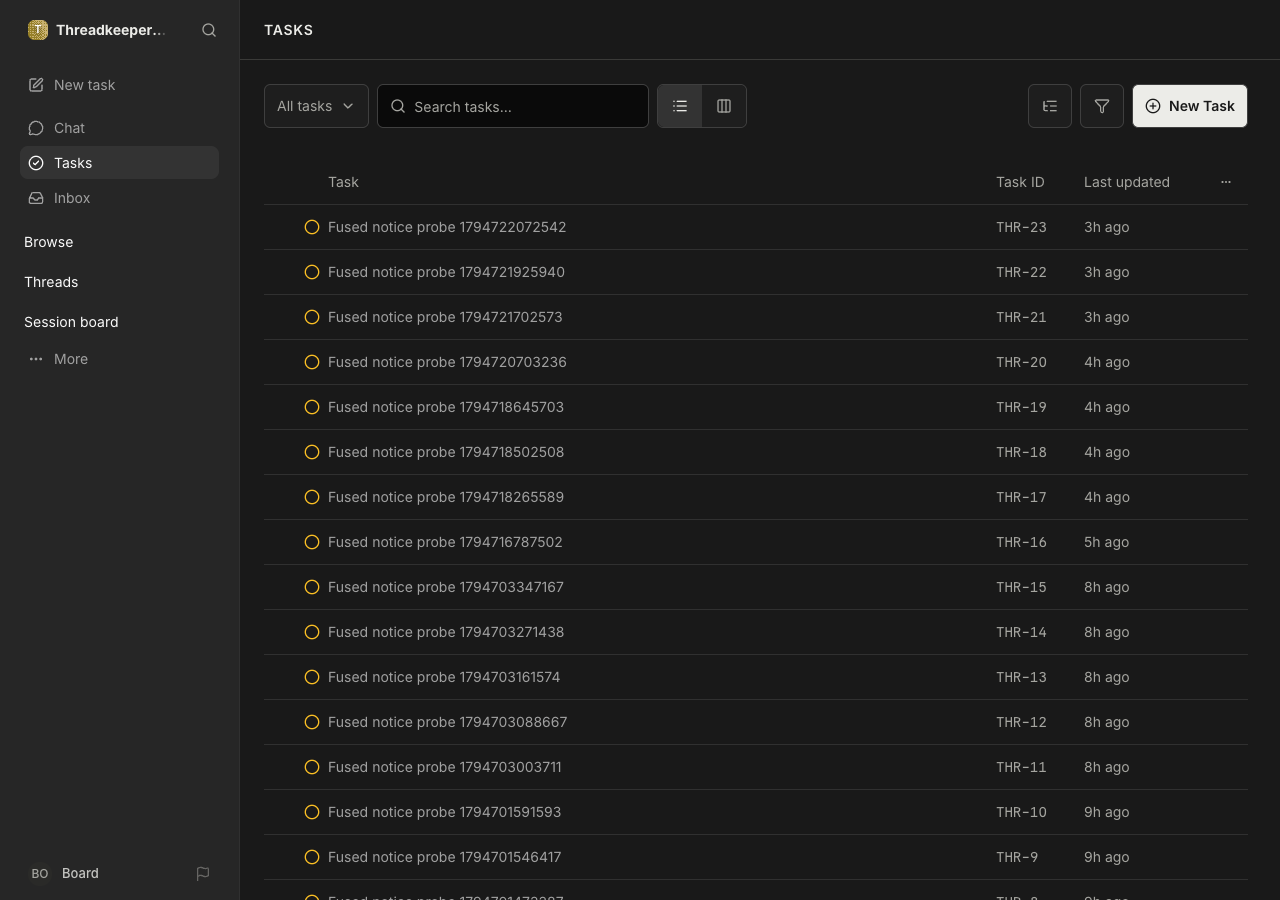 T Threadkeeper...
TASKS
New task
Chat
Tasks
Inbox
Browse
Threads
Session board
More
BO Board
All tasks
Search tasks...
New Task
Task Task ID Last updated
Fused notice probe 1794722072542 THR-23 3h ago
Fused notice probe 1794721925940 THR-22 3h ago
Fused notice probe 1794721702573 THR-21 3h ago
Fused notice probe 1794720703236 THR-20 4h ago
Fused notice probe 1794718645703 THR-19 4h ago
Fused notice probe 1794718502508 THR-18 4h ago
Fused notice probe 1794718265589 THR-17 4h ago
Fused notice probe 1794716787502 THR-16 5h ago
Fused notice probe 1794703347167 THR-15 8h ago
Fused notice probe 1794703271438 THR-14 8h ago
Fused notice probe 1794703161574 THR-13 8h ago
Fused notice probe 1794703088667 THR-12 8h ago
Fused notice probe 1794703003711 THR-11 8h ago
Fused notice probe 1794701591593 THR-10 9h ago
Fused notice probe 1794701546417 THR-9 9h ago
Fused notice probe